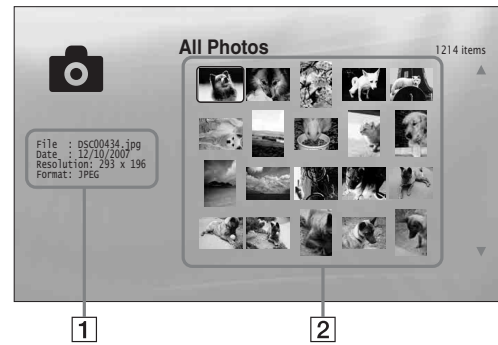 All Photos
1214 items
File : DSC00434.jpg
Date : 12/10/2007
Resolution: 293 x 196
Format: JPEG
1
2